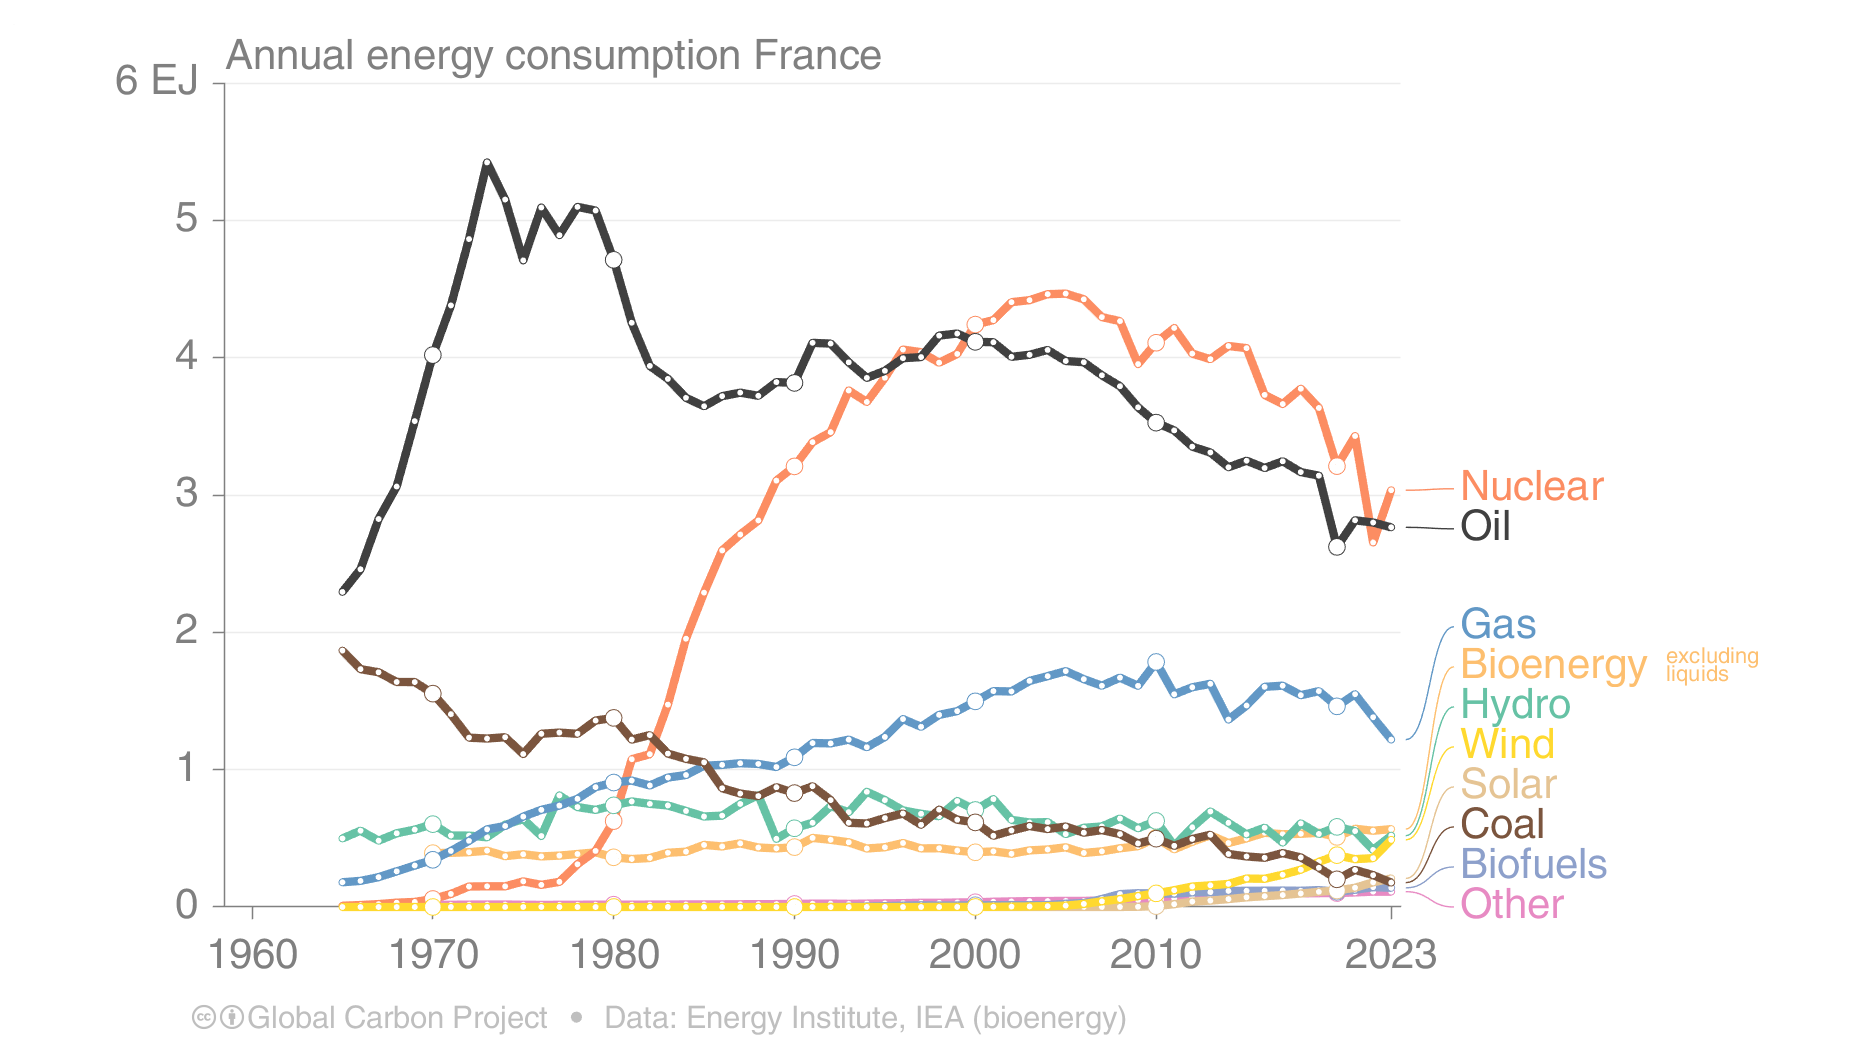 Annual energy consumption France
6 EJ
5
4
3
2
1
0
1960 1970 1980 1990 2000 2010 2023
Nuclear
Oil
Gas
Bioenergy excluding
liquids
Hydro
Wind
Solar
Coal
Biofuels
Other
cc Global Carbon Project • Data: Energy Institute, IEA (bioenergy)